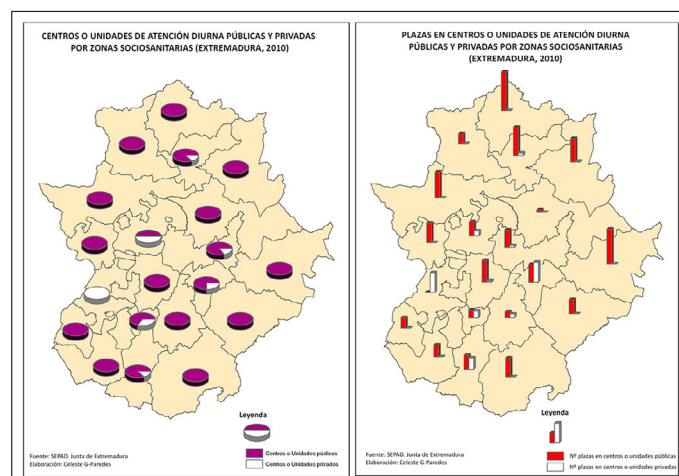 CENTROS O UNIDADES DE ATENCIÓN DIURNA PÚBLICAS Y PRIVADAS
POR ZONAS SOCIOSANITARIAS (EXTREMADURA, 2010)
Leyenda
Centros o Unidades públicos
Centros o Unidades privados
Fuente: SEPAD. Junta de Extremadura
Elaboración: Celeste G-Paredes
PLAZAS EN CENTROS O UNIDADES DE ATENCIÓN DIURNA
PÚBLICAS Y PRIVADAS POR ZONAS SOCIOSANITARIAS
(EXTREMADURA, 2010)
Leyenda
Nº plazas en centros o unidades públicas
Nº plazas en centros o unidades privadas
Fuente: SEPAD. Junta de Extremadura
Elaboración: Celeste G-Paredes